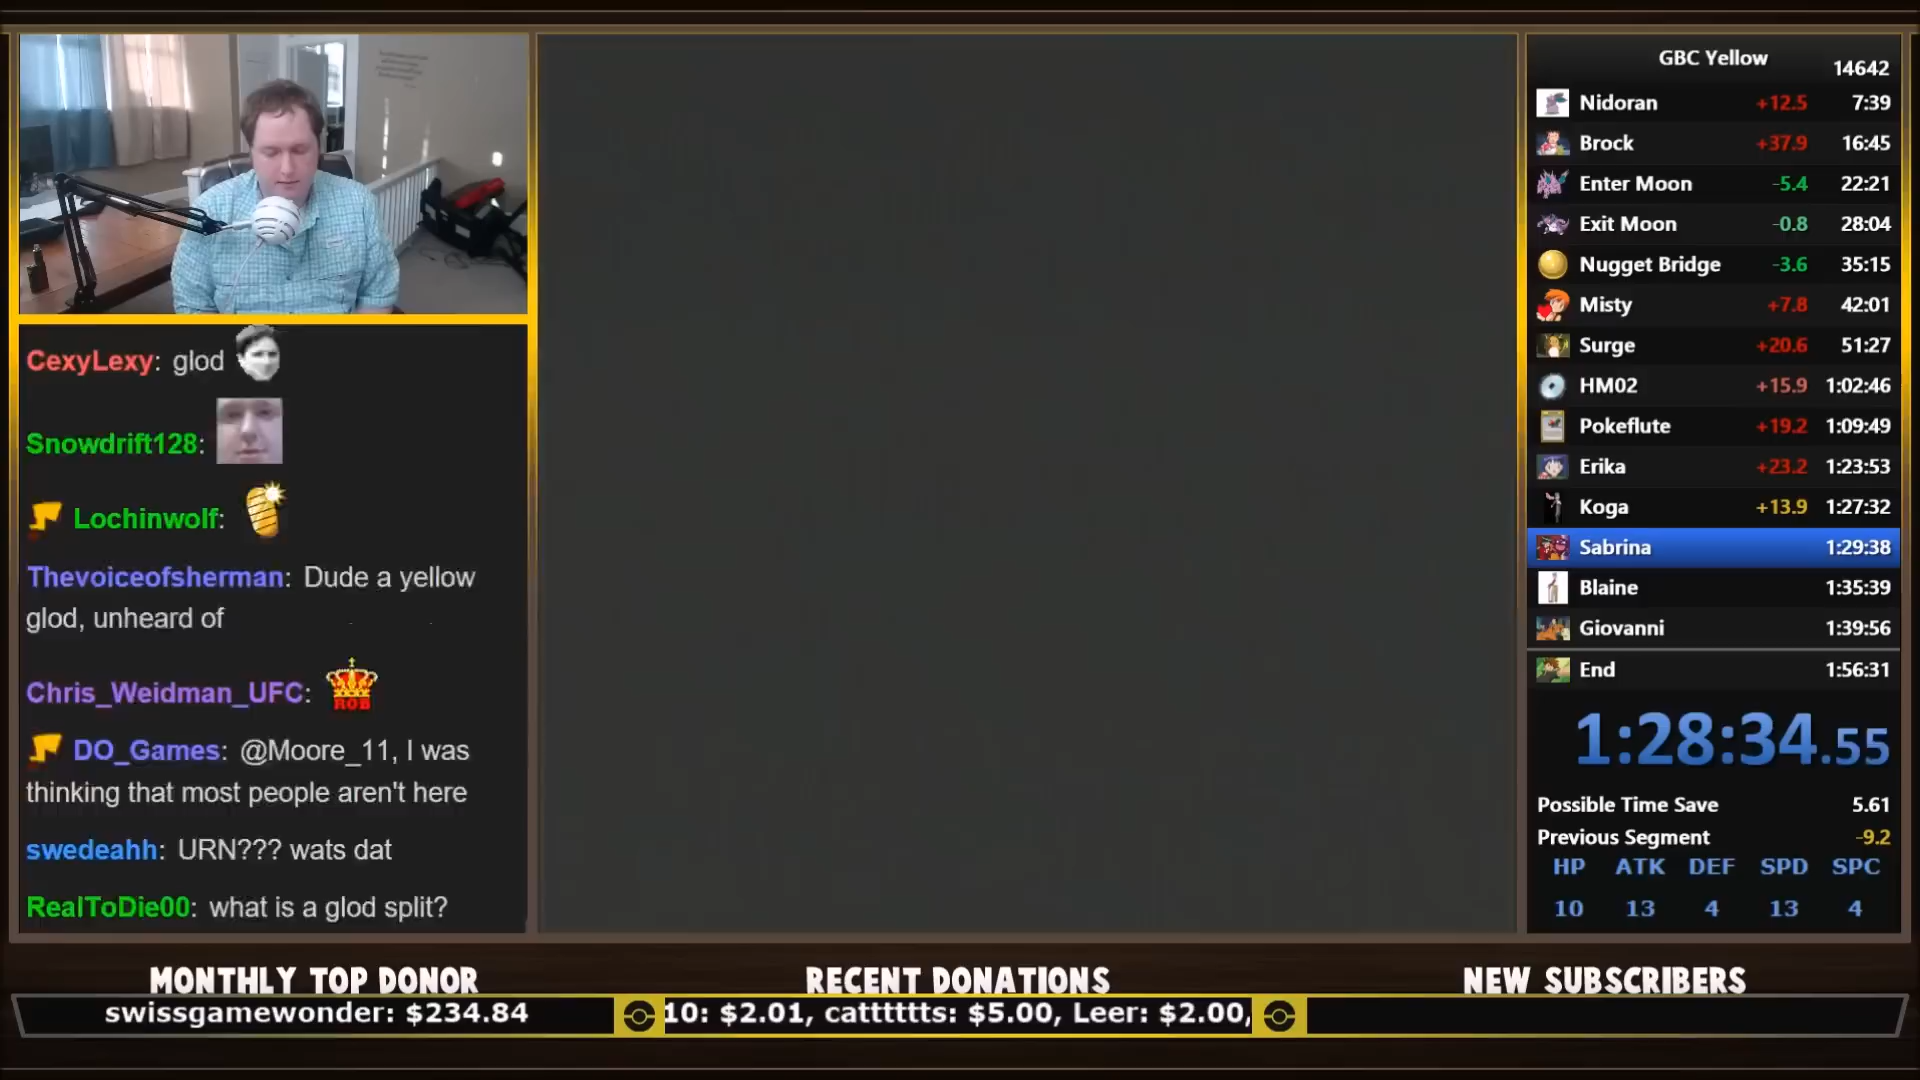 CexyLexy: glod
Snowdrift128:
Lochinwolf:
Thevoiceofsherman: Dude a yellow
glod, unheard of
Chris_Weidman_UFC:
ROB
DO_Games: @Moore_11, I was
thinking that most people aren't here
swedeahh: URN??? wats dat
RealToDie00: what is a glod split?
GBC Yellow 14642
Nidoran +12.5 7:39
Brock +37.9 16:45
Enter Moon -5.4 22:21
Exit Moon -0.8 28:04
Nugget Bridge -3.6 35:15
Misty +7.8 42:01
Surge +20.6 51:27
HM02 +15.9 1:02:46
Pokeflute +19.2 1:09:49
Erika +23.2 1:23:53
Koga +13.9 1:27:32
Sabrina 1:29:38
Blaine 1:35:39
Giovanni 1:39:56
End 1:56:31
1:28:34.55
Possible Time Save 5.61
Previous Segment -9.2
HP ATK DEF SPD SPC
10 13 4 13 4
MONTHLY TOP DONOR RECENT DONATIONS NEW SUBSCRIBERS
swissgamewonder: $234.84 10: $2.01, catttttts: $5.00, Leer: $2.00,